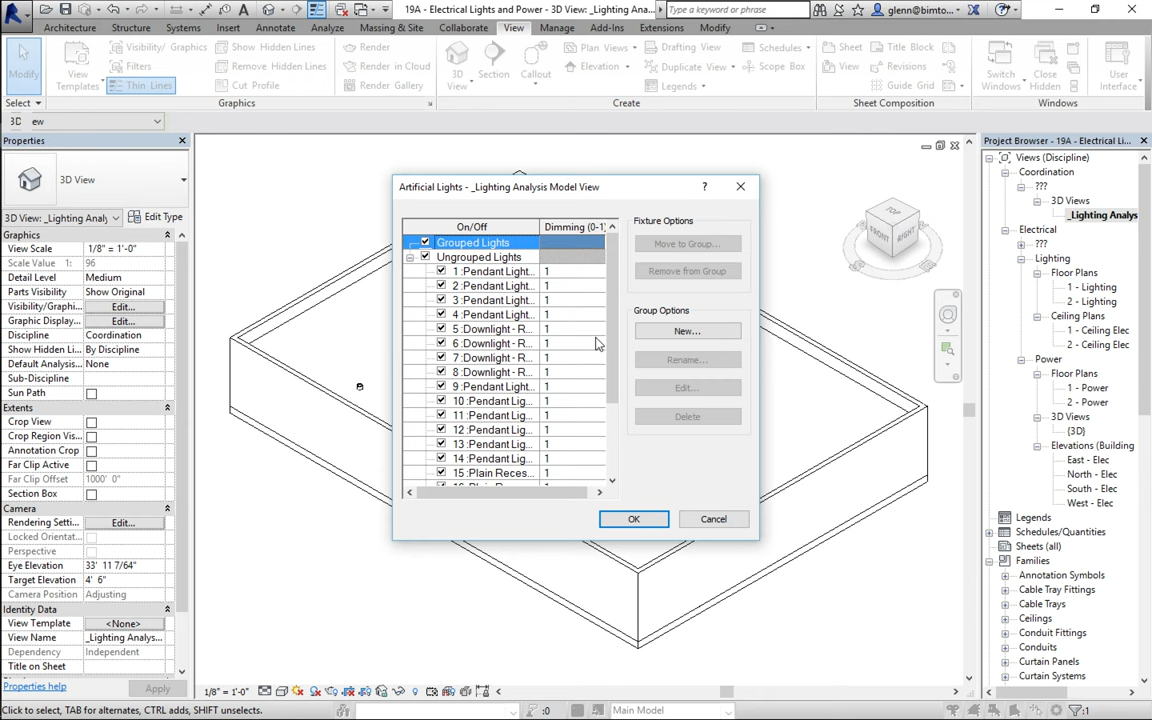 19A - Electrical Lights and Power - 3D View: _Lighting Ana...
Type a keyword or phrase
glenn@bimto...
Architecture Structure Systems Insert Annotate Analyze Massing & Site Collaborate View Manage Add-Ins Extensions Modify
Modify
Select
View
Templates
Visibility/ Graphics
Filters
Thin Lines
Show Hidden Lines
Remove Hidden Lines
Cut Profile
Graphics
Render
Render in Cloud
Render Gallery
3D
View
Section
Callout
Plan Views
Elevation
Drafting View
Duplicate View
Legends
Schedules
Scope Box
Create
Sheet
View
Title Block
Revisions
Guide Grid
Sheet Composition
Switch
Windows
Close
Hidden
Windows
User
Interface
3D ew
Properties
3D View
3D View: _Lighting Analy
Edit Type
Graphics
View Scale 1/8" = 1'-0"
Scale Value 1: 96
Detail Level Medium
Parts Visibility Show Original
Visibility/Graphi... Edit...
Graphic Display... Edit...
Discipline Coordination
Show Hidden Li... By Discipline
Default Analysis... None
Sub-Discipline
Sun Path
Extents
Crop View
Crop Region Vis...
Annotation Crop
Far Clip Active
Far Clip Offset 1000' 0"
Section Box
Camera
Rendering Setti... Edit...
Locked Orientat...
Perspective
Eye Elevation 33' 11 7/64"
Target Elevation 4' 6"
Camera Position Adjusting
Identity Data
View Template <None>
View Name _Lighting Analys...
Dependency Independent
Title on Sheet
Properties help
Apply
Artificial Lights - _Lighting Analysis Model View
On/Off Dimming (0-1)
Grouped Lights
Ungrouped Lights
1 :Pendant Light... 1
2 :Pendant Light... 1
3 :Pendant Light... 1
4 :Pendant Light... 1
5 :Downlight - R... 1
6 :Downlight - R... 1
7 :Downlight - R... 1
8 :Downlight - R... 1
9 :Pendant Light... 1
10 :Pendant Lig... 1
11 :Pendant Lig... 1
12 :Pendant Lig... 1
13 :Pendant Lig... 1
14 :Pendant Lig... 1
15 :Plain Reces... 1
Fixture Options
Move to Group...
Remove from Group
Group Options
New...
Rename...
Edit...
Delete
OK
Cancel
TOP
FRONT
RIGHT
Project Browser - 19A - Electrical Li...
Views (Discipline)
Coordination
???
3D Views
_Lighting Analys
Electrical
???
Lighting
Floor Plans
1 - Lighting
2 - Lighting
Ceiling Plans
1 - Ceiling Elec
2 - Ceiling Elec
Power
Floor Plans
1 - Power
2 - Power
3D Views
{3D}
Elevations (Building
East - Elec
North - Elec
South - Elec
West - Elec
Legends
Schedules/Quantities
Sheets (all)
Families
Annotation Symbols
Cable Tray Fittings
Cable Trays
Ceilings
Conduit Fittings
Conduits
Curtain Panels
Curtain Systems
1/8" = 1'-0"
Click to select, TAB for alternates, CTRL adds, SHIFT unselects.
:0
Main Model
:1